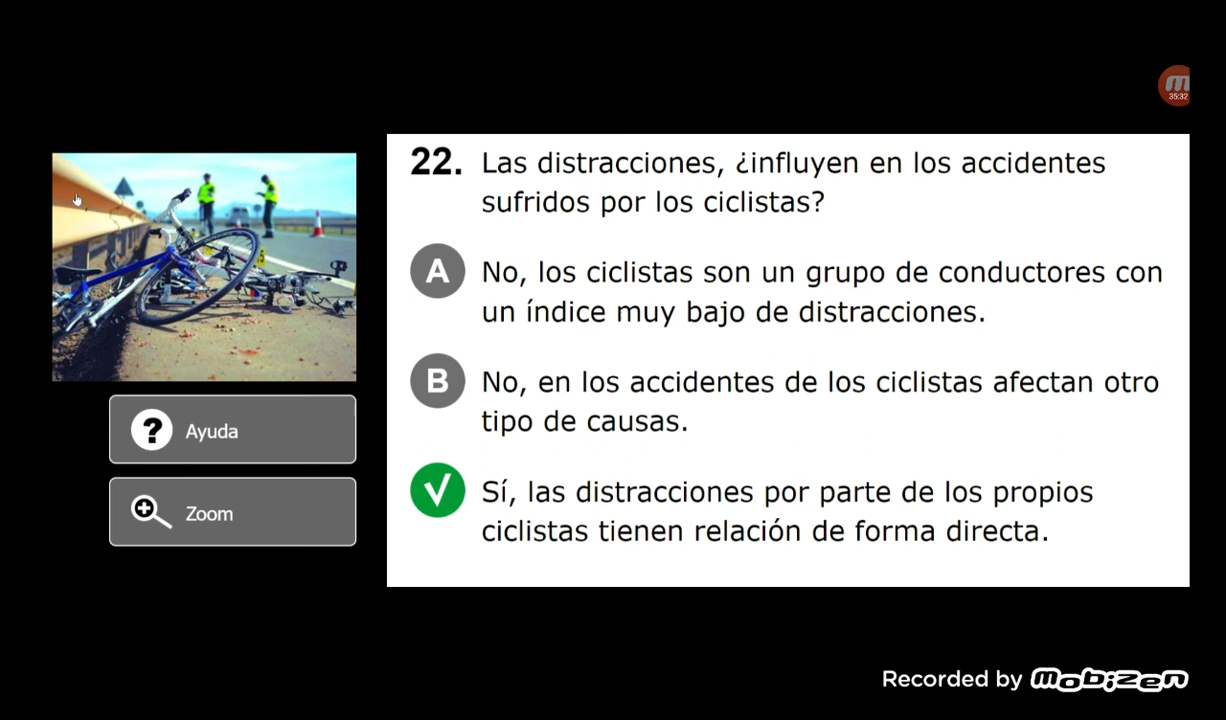 35:32
22. Las distracciones, ¿influyen en los accidentes
sufridos por los ciclistas?
A No, los ciclistas son un grupo de conductores con
un índice muy bajo de distracciones.
B No, en los accidentes de los ciclistas afectan otro
tipo de causas.
Sí, las distracciones por parte de los propios
ciclistas tienen relación de forma directa.
? Ayuda
Zoom
Recorded by mobizen